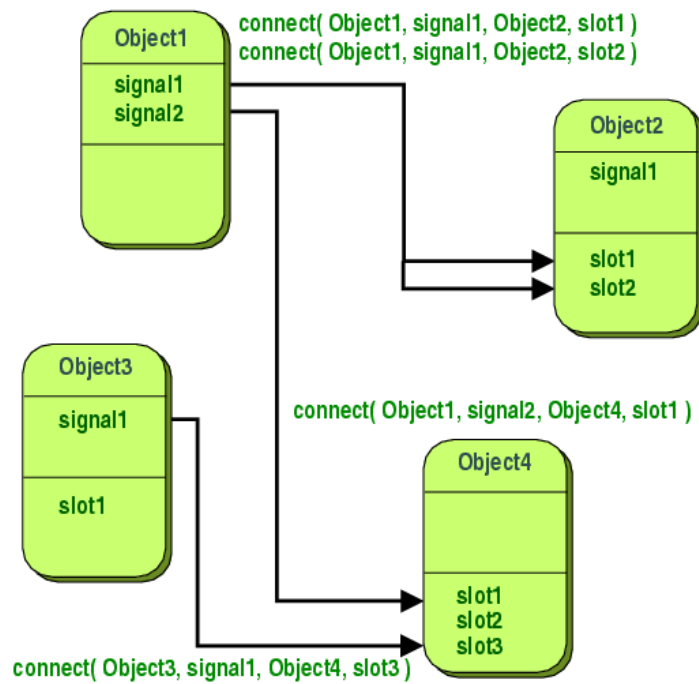 Object1
signal1
signal2
connect( Object1, signal1, Object2, slot1 )
connect( Object1, signal1, Object2, slot2 )
Object2
signal1
slot1
slot2
Object3
signal1
slot1
connect( Object1, signal2, Object4, slot1 )
Object4
slot1
slot2
slot3
connect( Object3, signal1, Object4, slot3 )